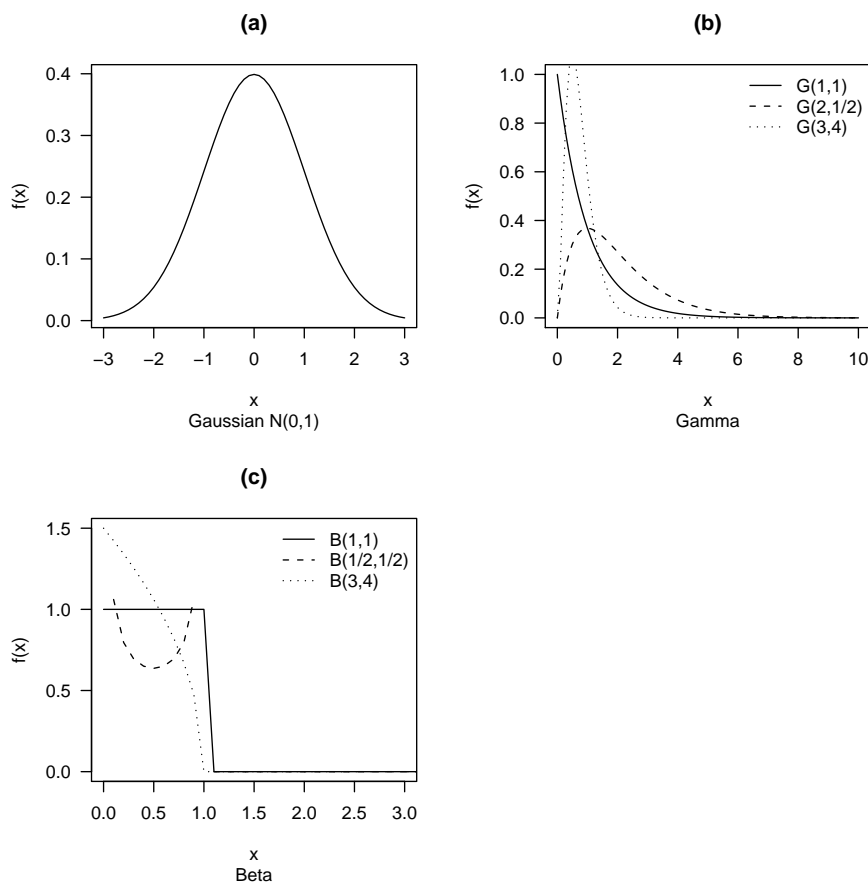 (a)
0.4
0.3
0.2
0.1
0.0
f(x)
−3 −2 −1 0 1 2 3
x
Gaussian N(0,1)
(b)
1.0
0.8
0.6
0.4
0.2
0.0
f(x)
G(1,1)
G(2,1/2)
G(3,4)
0 2 4 6 8 10
x
Gamma
(c)
1.5
1.0
0.5
0.0
f(x)
B(1,1)
B(1/2,1/2)
B(3,4)
0.0 0.5 1.0 1.5 2.0 2.5 3.0
x
Beta